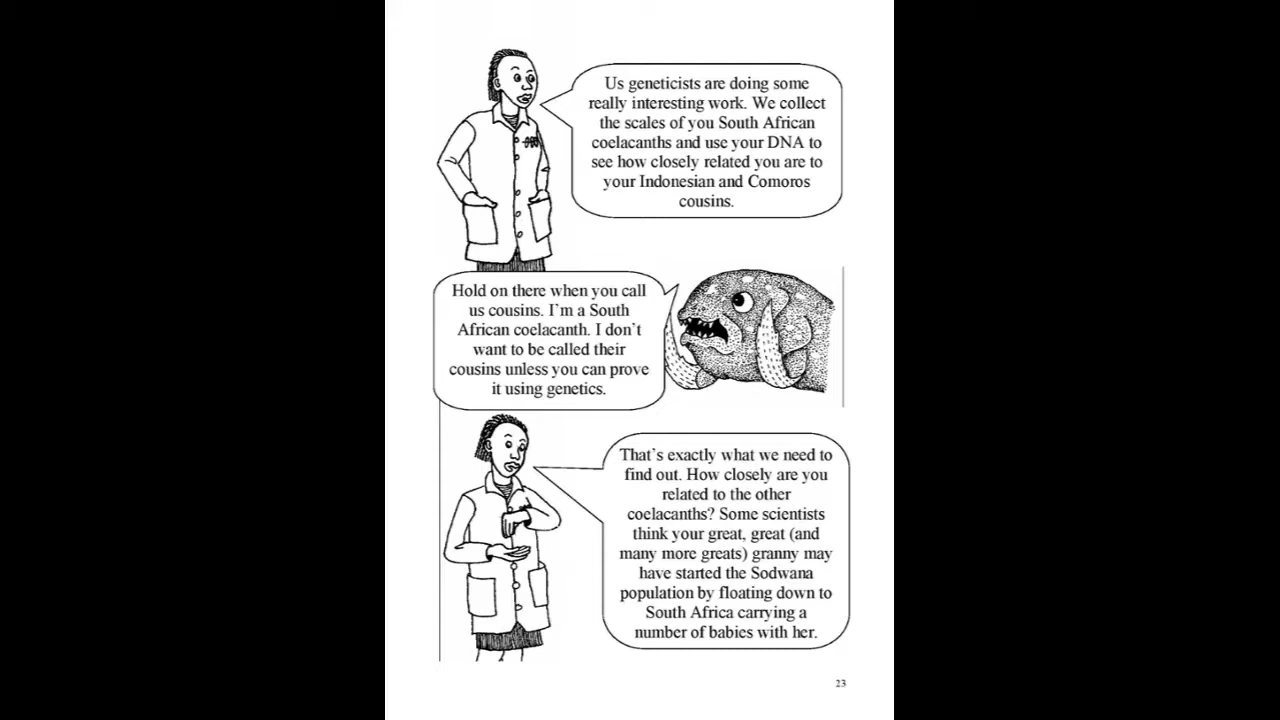 Us geneticists are doing some
really interesting work. We collect
the scales of you South African
coelacanths and use your DNA to
see how closely related you are to
your Indonesian and Comoros
cousins.
Hold on there when you call
us cousins. I'm a South
African coelacanth. I don't
want to be called their
cousins unless you can prove
it using genetics.
That's exactly what we need to
find out. How closely are you
related to the other
coelacanths? Some scientists
think your great, great (and
many more greats) granny may
have started the Sodwana
population by floating down to
South Africa carrying a
number of babies with her.
23